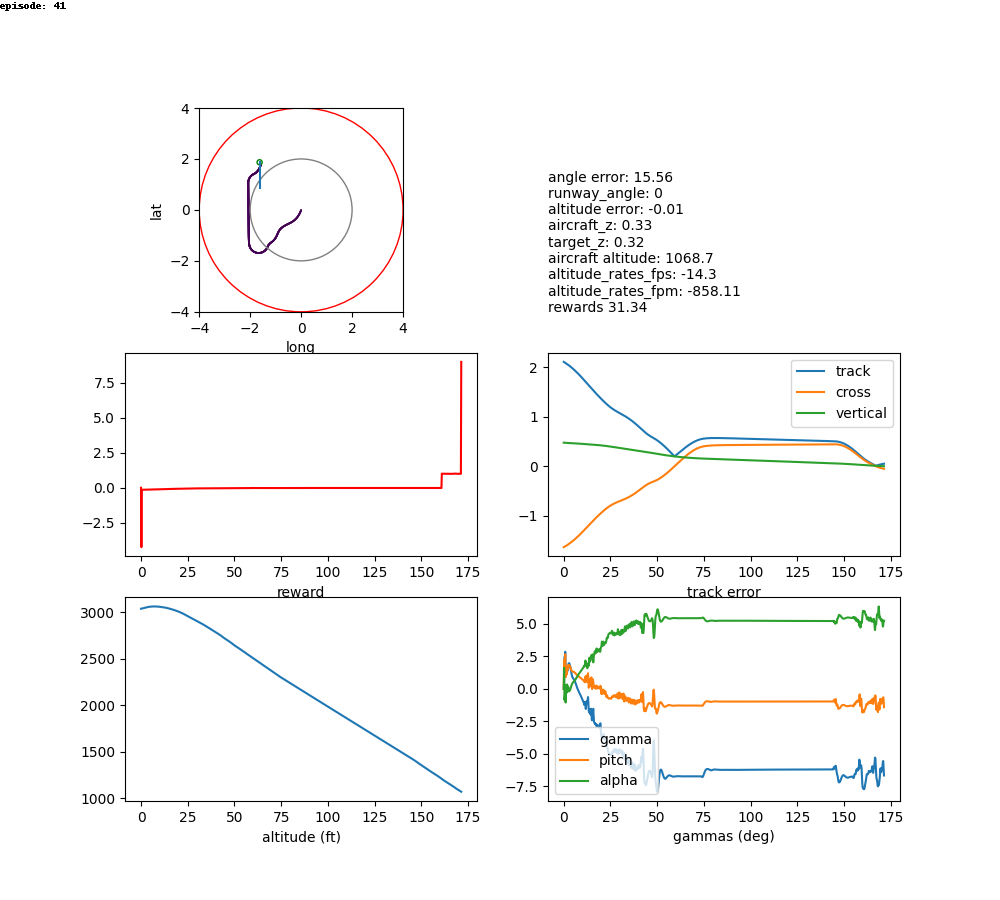 episode: 41
4
2
0
−2
−4
lat
−4 −2 0 2 4
long
angle error: 15.56
runway_angle: 0
altitude error: -0.01
aircraft_z: 0.33
target_z: 0.32
aircraft altitude: 1068.7
altitude_rates_fps: -14.3
altitude_rates_fpm: -858.11
rewards 31.34
7.5
5.0
2.5
0.0
−2.5
0 25 50 75 100 125 150 175
reward
2
1
0
−1
track
cross
vertical
0 25 50 75 100 125 150 175
track error
3000
2500
2000
1500
1000
0 25 50 75 100 125 150 175
altitude (ft)
5.0
2.5
0.0
−2.5
−5.0
−7.5
gamma
pitch
alpha
0 25 50 75 100 125 150 175
gammas (deg)